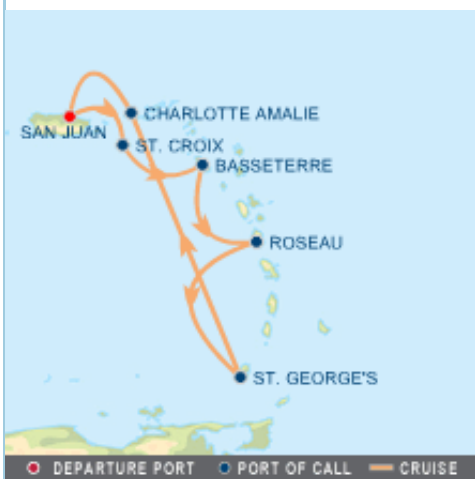 CHARLOTTE AMALIE
SAN JUAN
ST. CROIX
BASSETERRE
ROSEAU
ST. GEORGE'S
DEPARTURE PORT PORT OF CALL CRUISE